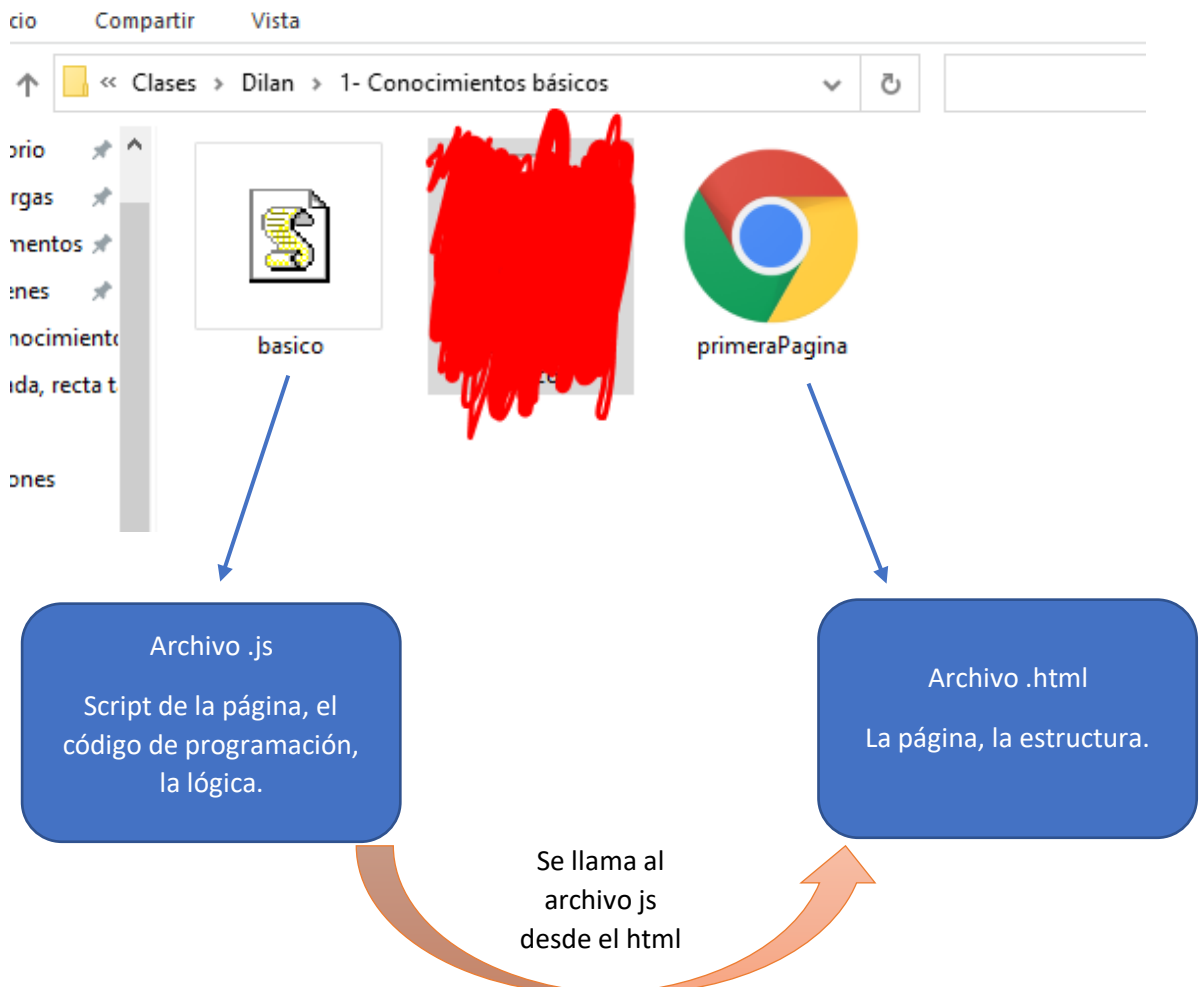 cio Compartir Vista
« Clases > Dilan > 1- Conocimientos básicos
orio
rgas
mentos
enes
nocimiento
ada, recta t
ones
basico
primeraPagina
Archivo .js
Script de la página, el
código de programación,
la lógica.
Archivo .html
La página, la estructura.
Se llama al
archivo js
desde el html